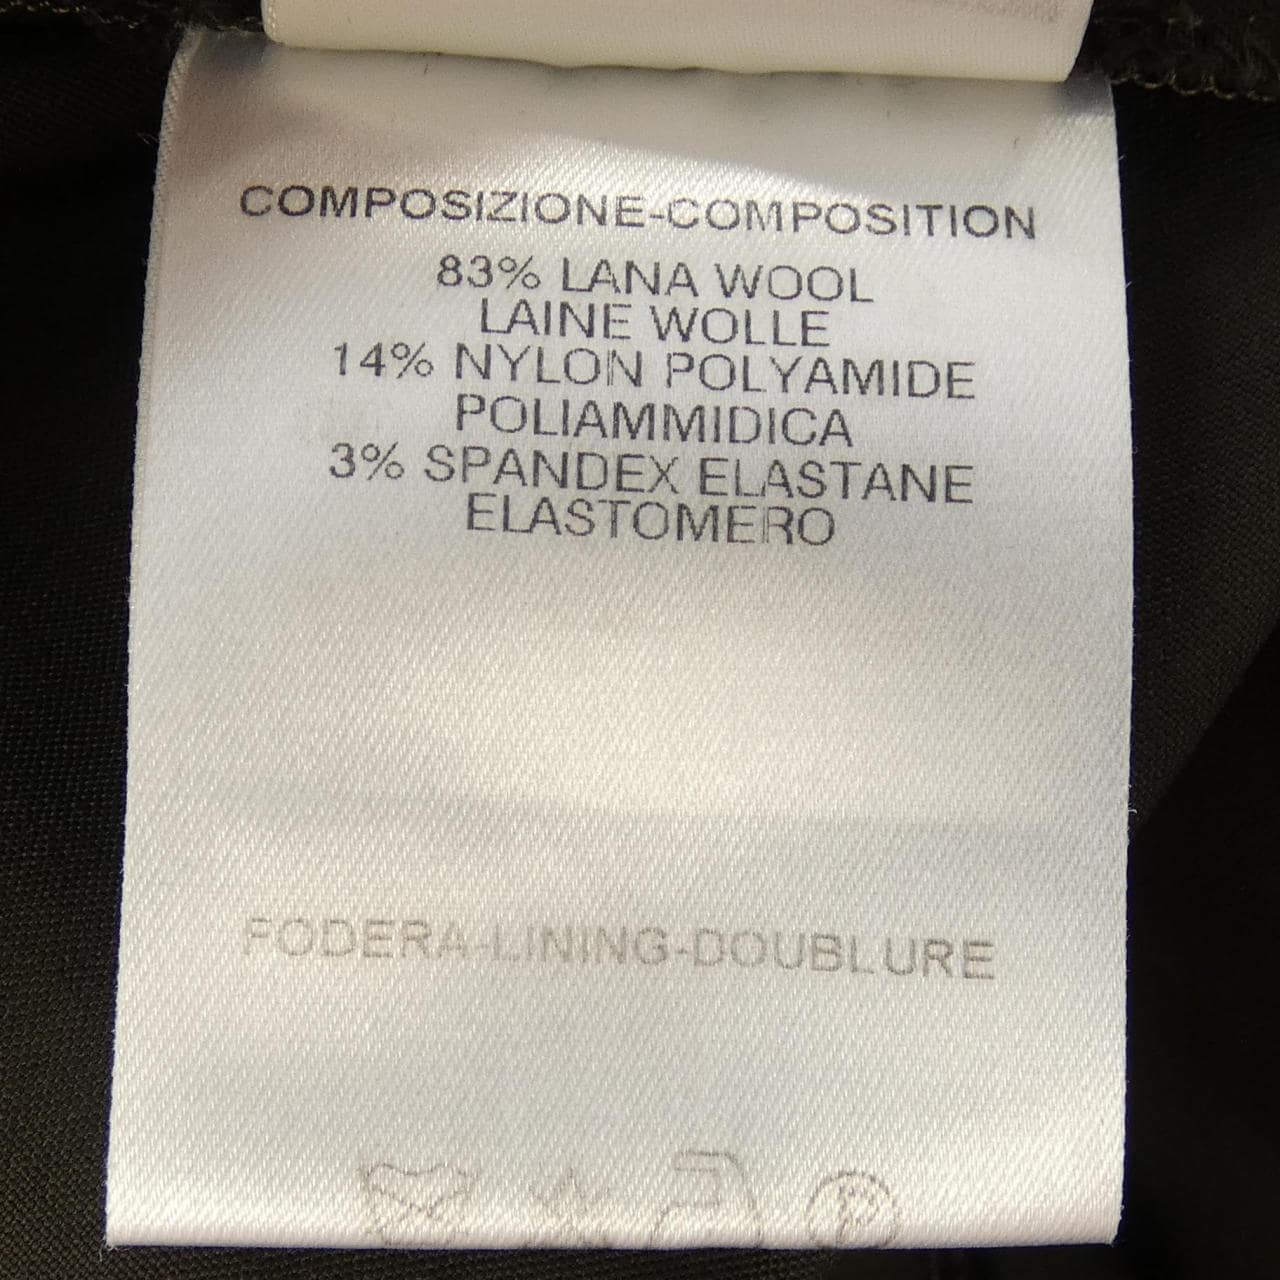 COMPOSIZIONE-COMPOSITION
83% LANA WOOL
LAINE WOLLE
14% NYLON POLYAMIDE
POLIAMMIDICA
3% SPANDEX ELASTANE
ELASTOMERO
FODERA-LINING-DOUBLURE
P